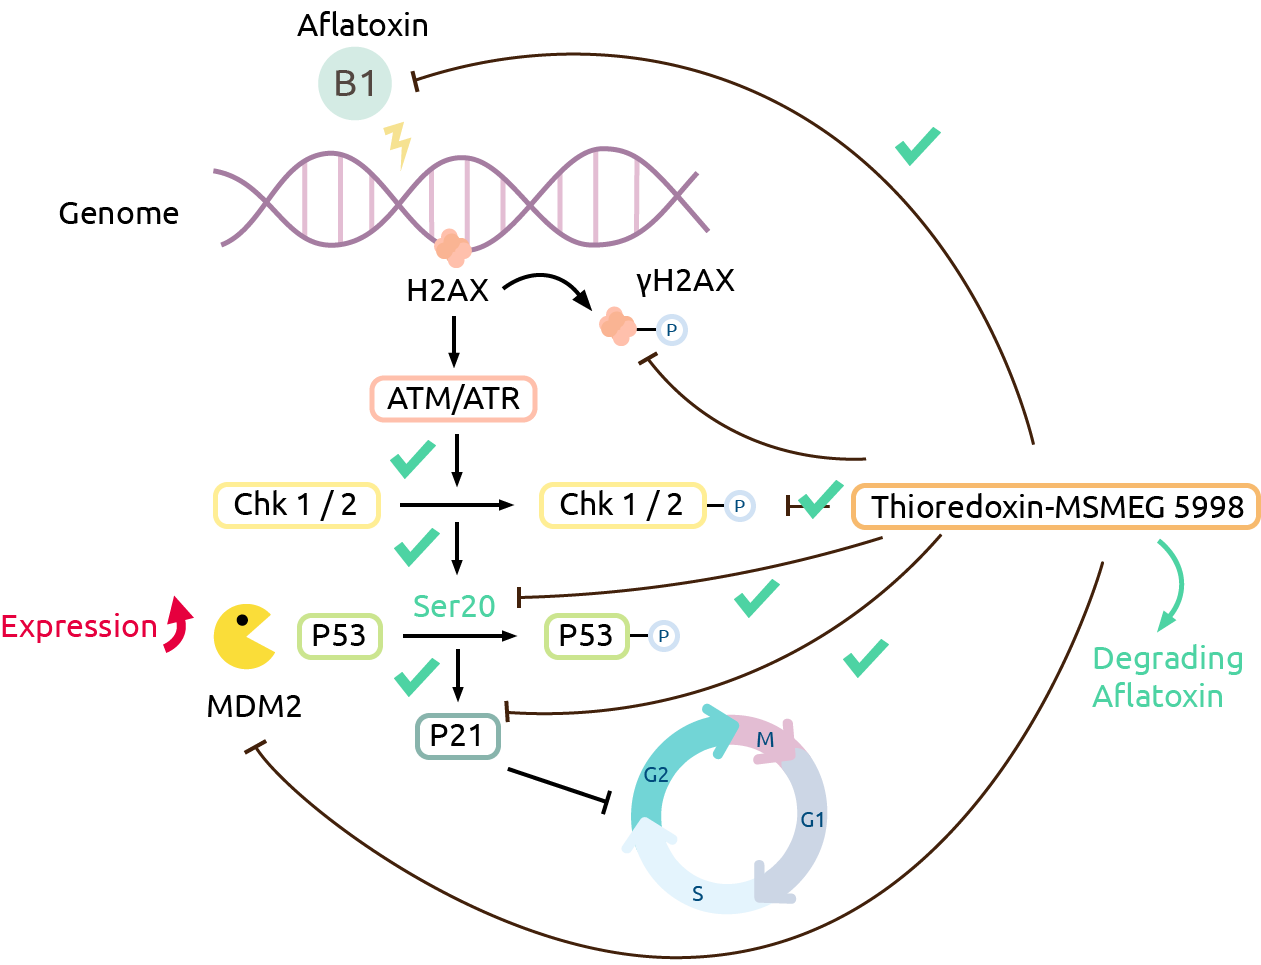 Aflatoxin
B1
Genome
H2AX
γH2AX
P
ATM/ATR
Chk 1 / 2
Chk 1 / 2
P
Thioredoxin-MSMEG 5998
Ser20
Expression
P53
P53
P
MDM2
P21
Degrading
Aflatoxin
M
G2
G1
S